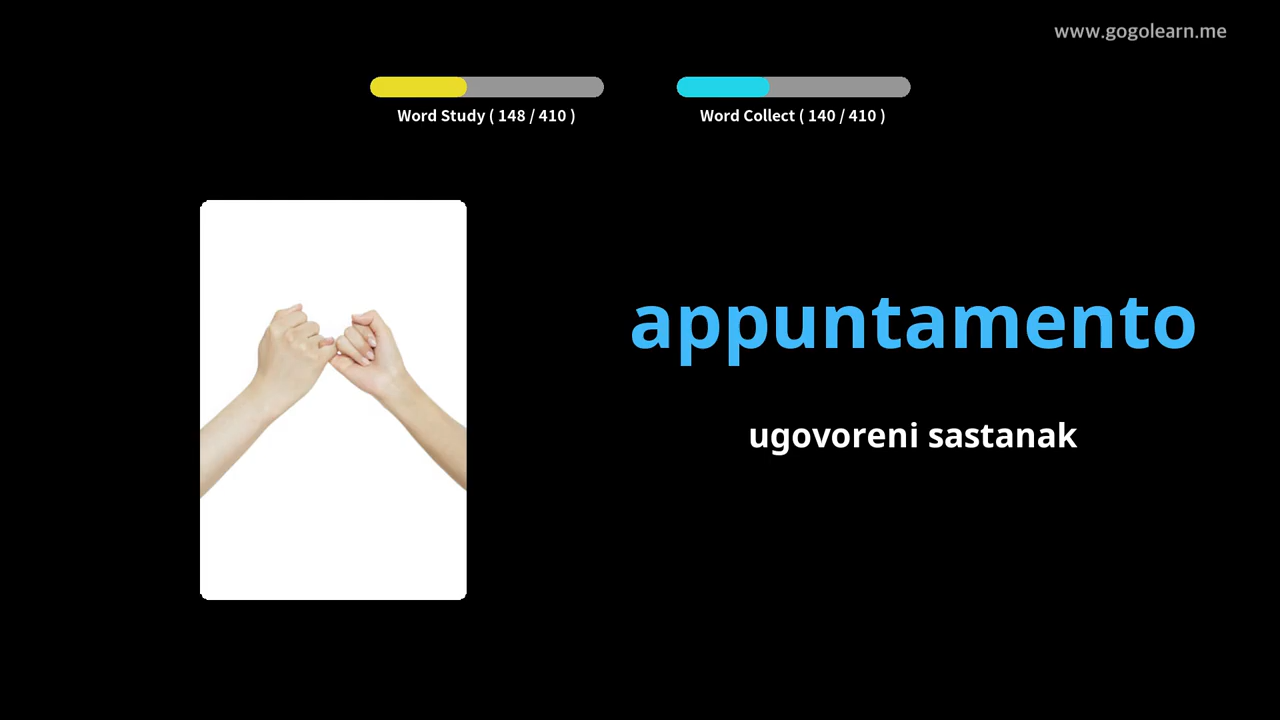 www.gogolearn.me
Word Study ( 148 / 410 )
Word Collect ( 140 / 410 )
appuntamento
ugovoreni sastanak